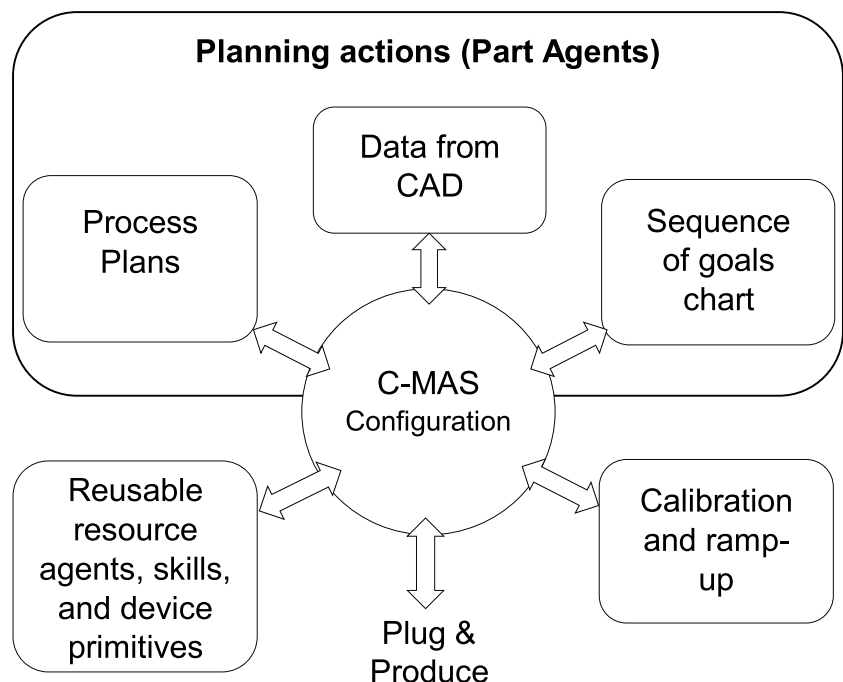 Planning actions (Part Agents)
Data from
CAD
Process
Plans
Sequence
of goals
chart
C-MAS
Configuration
Reusable
resource
agents, skills,
and device
primitives
Calibration
and ramp-
up
Plug &
Produce